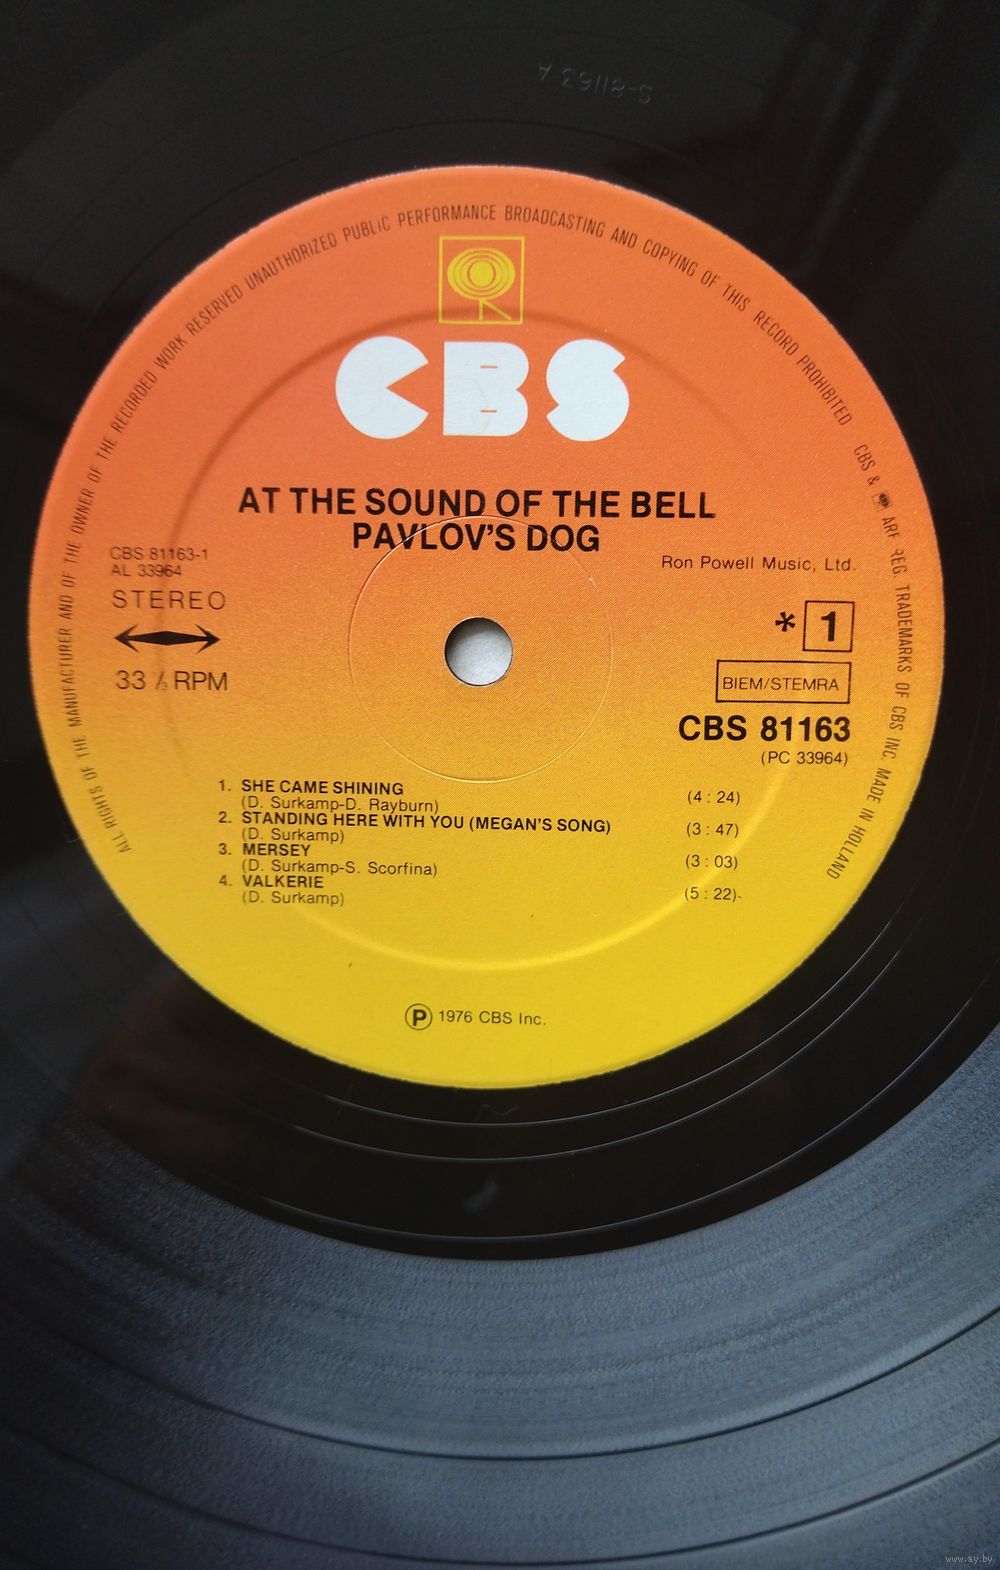 S-81163 A
ALL RIGHTS OF THE MANUFACTURER AND OF THE OWNER OF THE RECORDED WORK RESERVED UNAUTHORIZED PUBLIC PERFORMANCE BROADCASTING AND COPYING OF THIS RECORD PROHIBITED CBS & ARE REG. TRADEMARKS OF CBS INC MADE IN HOLLAND
CBS
AT THE SOUND OF THE BELL
PAVLOV'S DOG
CBS 81163-1
AL 33964
STEREO
33 ⅓ RPM
Ron Powell Music, Ltd.
* 1
BIEM/STEMRA
CBS 81163
(PC 33964)
1. SHE CAME SHINING (4 : 24)
(D. Surkamp-D. Rayburn)
2. STANDING HERE WITH YOU (MEGAN'S SONG) (3 : 47)
(D. Surkamp)
3. MERSEY (3 : 03)
(D. Surkamp-S. Scorfina)
4. VALKERIE (5 : 22)
(D. Surkamp)
Ⓟ 1976 CBS Inc.
www.ay.by